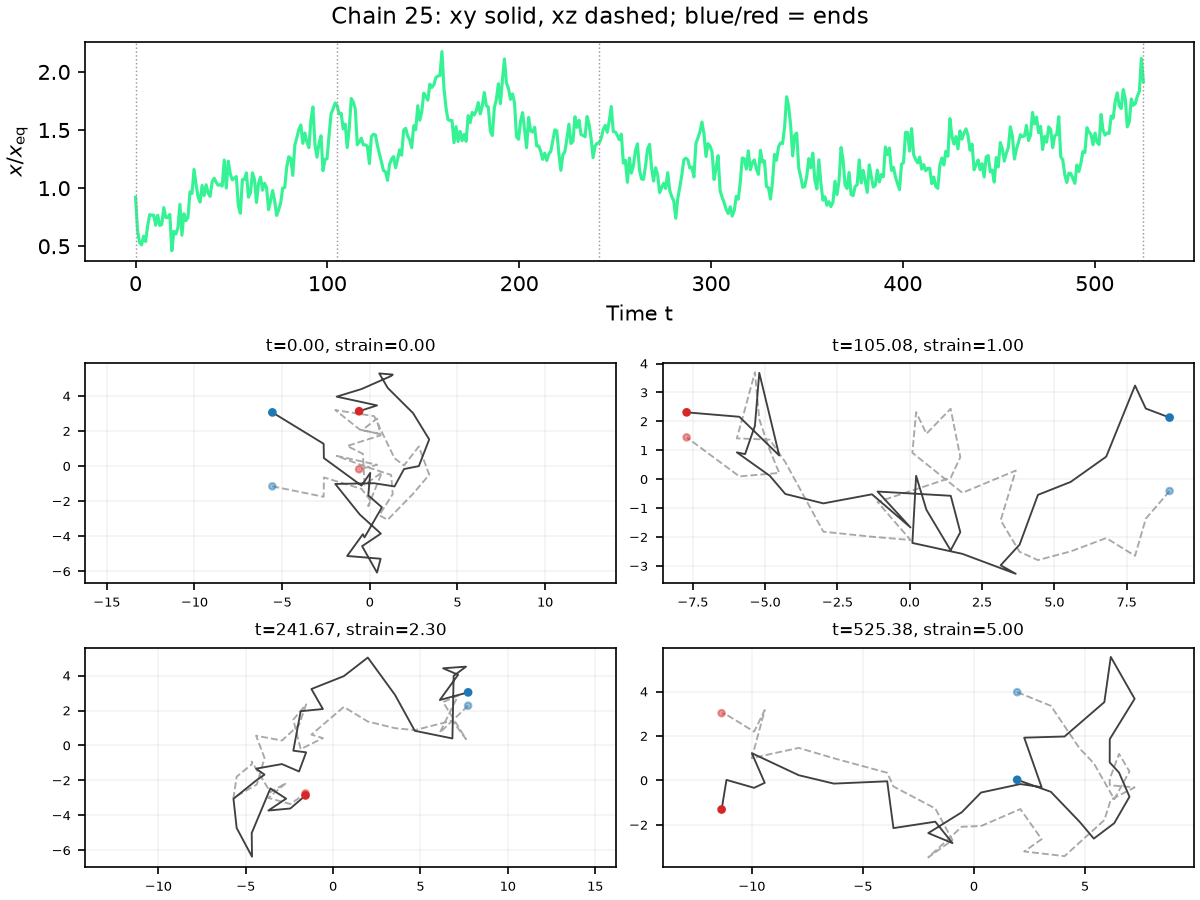 Chain 25: xy solid, xz dashed; blue/red = ends
x/x_eq
2.0
1.5
1.0
0.5
0 100 200 300 400 500
Time t
t=0.00, strain=0.00
4
2
0
−2
−4
−6
−15 −10 −5 0 5 10
t=105.08, strain=1.00
4
3
2
1
0
−1
−2
−3
−7.5 −5.0 −2.5 0.0 2.5 5.0 7.5
t=241.67, strain=2.30
4
2
0
−2
−4
−6
−10 −5 0 5 10 15
t=525.38, strain=5.00
4
2
0
−2
−10 −5 0 5